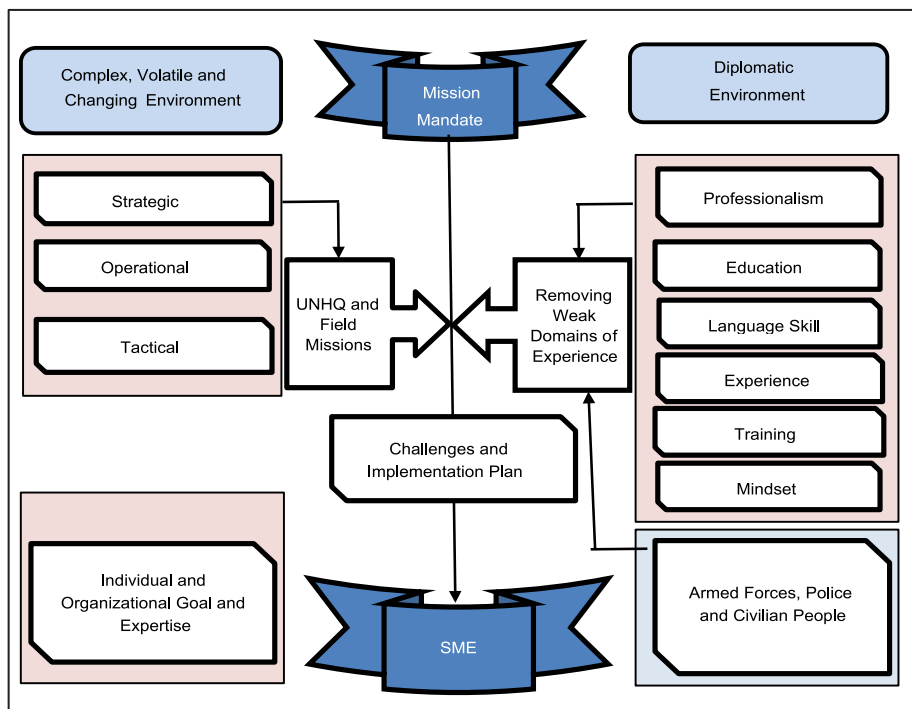 Complex, Volatile and
Changing Environment
Mission
Mandate
Diplomatic
Environment
Strategic
Operational
Tactical
UNHQ and
Field
Missions
Removing
Weak
Domains of
Experience
Professionalism
Education
Language Skill
Experience
Training
Mindset
Challenges and
Implementation Plan
Individual and
Organizational Goal and
Expertise
SME
Armed Forces, Police
and Civilian People